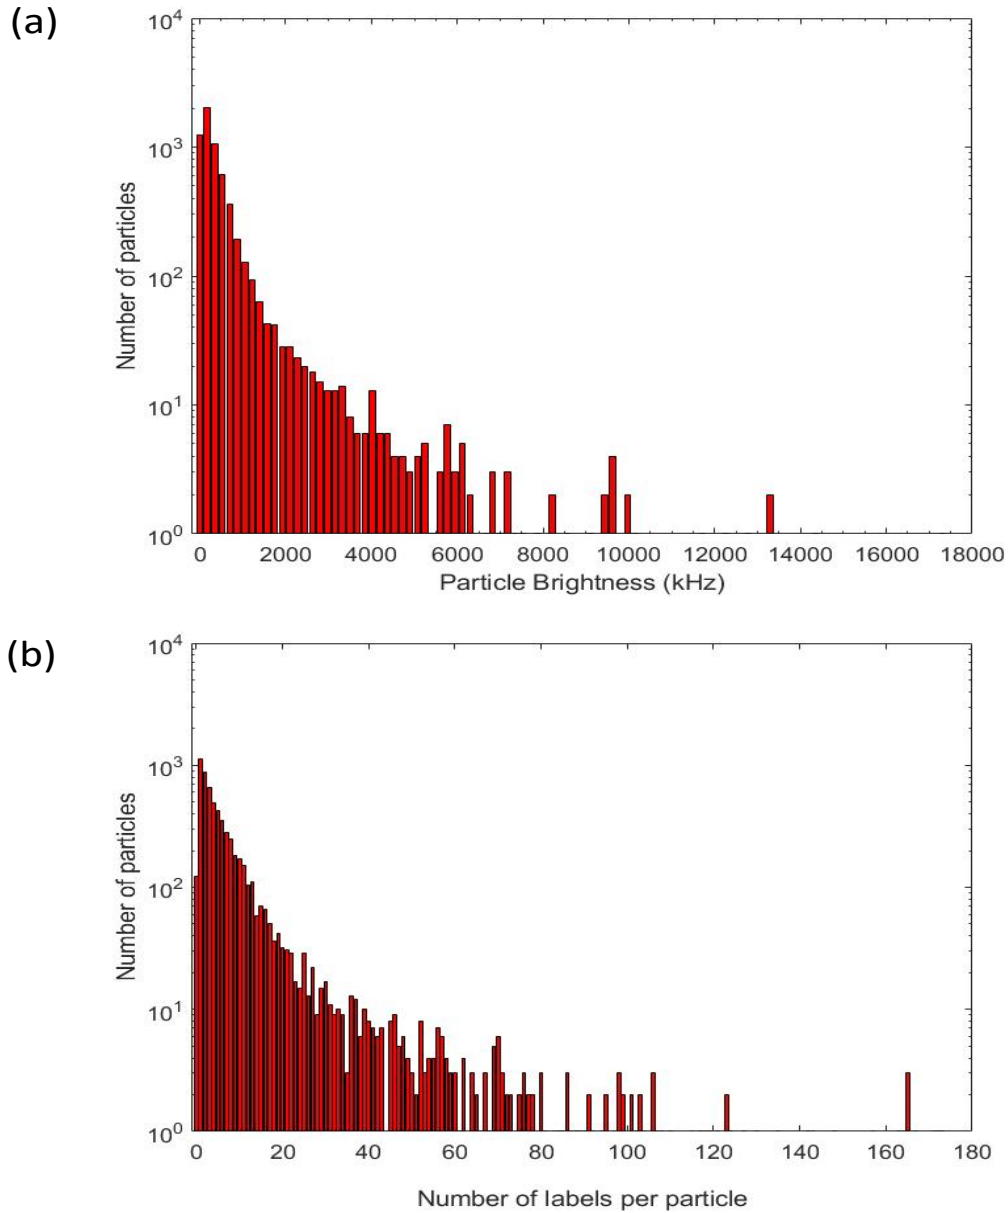 (a)
10^4
10^3
10^2
10^1
10^0
Number of particles
0 2000 4000 6000 8000 10000 12000 14000 16000 18000
Particle Brightness (kHz)
(b)
10^4
10^3
10^2
10^1
10^0
Number of particles
0 20 40 60 80 100 120 140 160 180
Number of labels per particle